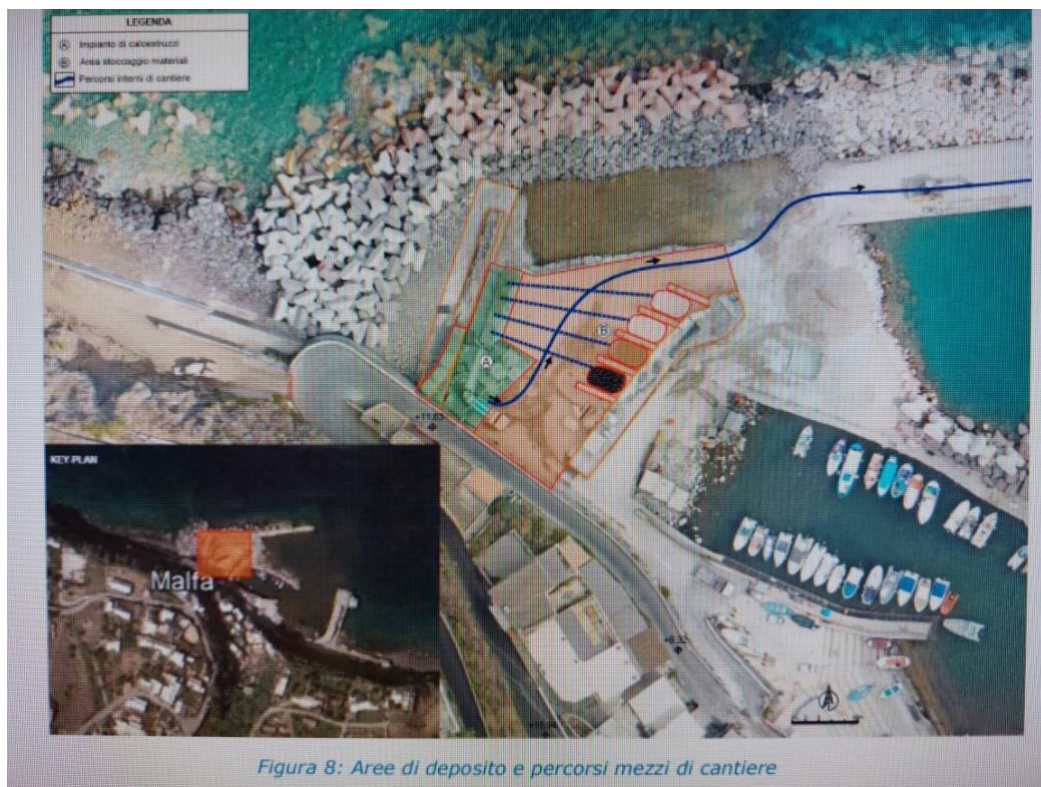 LEGENDA
A Impianto di calcestruzzi
B Area stoccaggio materiali
Percorsi interni di cantiere
B
A
KEY-PLAN
Malfa
Figura 8: Aree di deposito e percorsi mezzi di cantiere